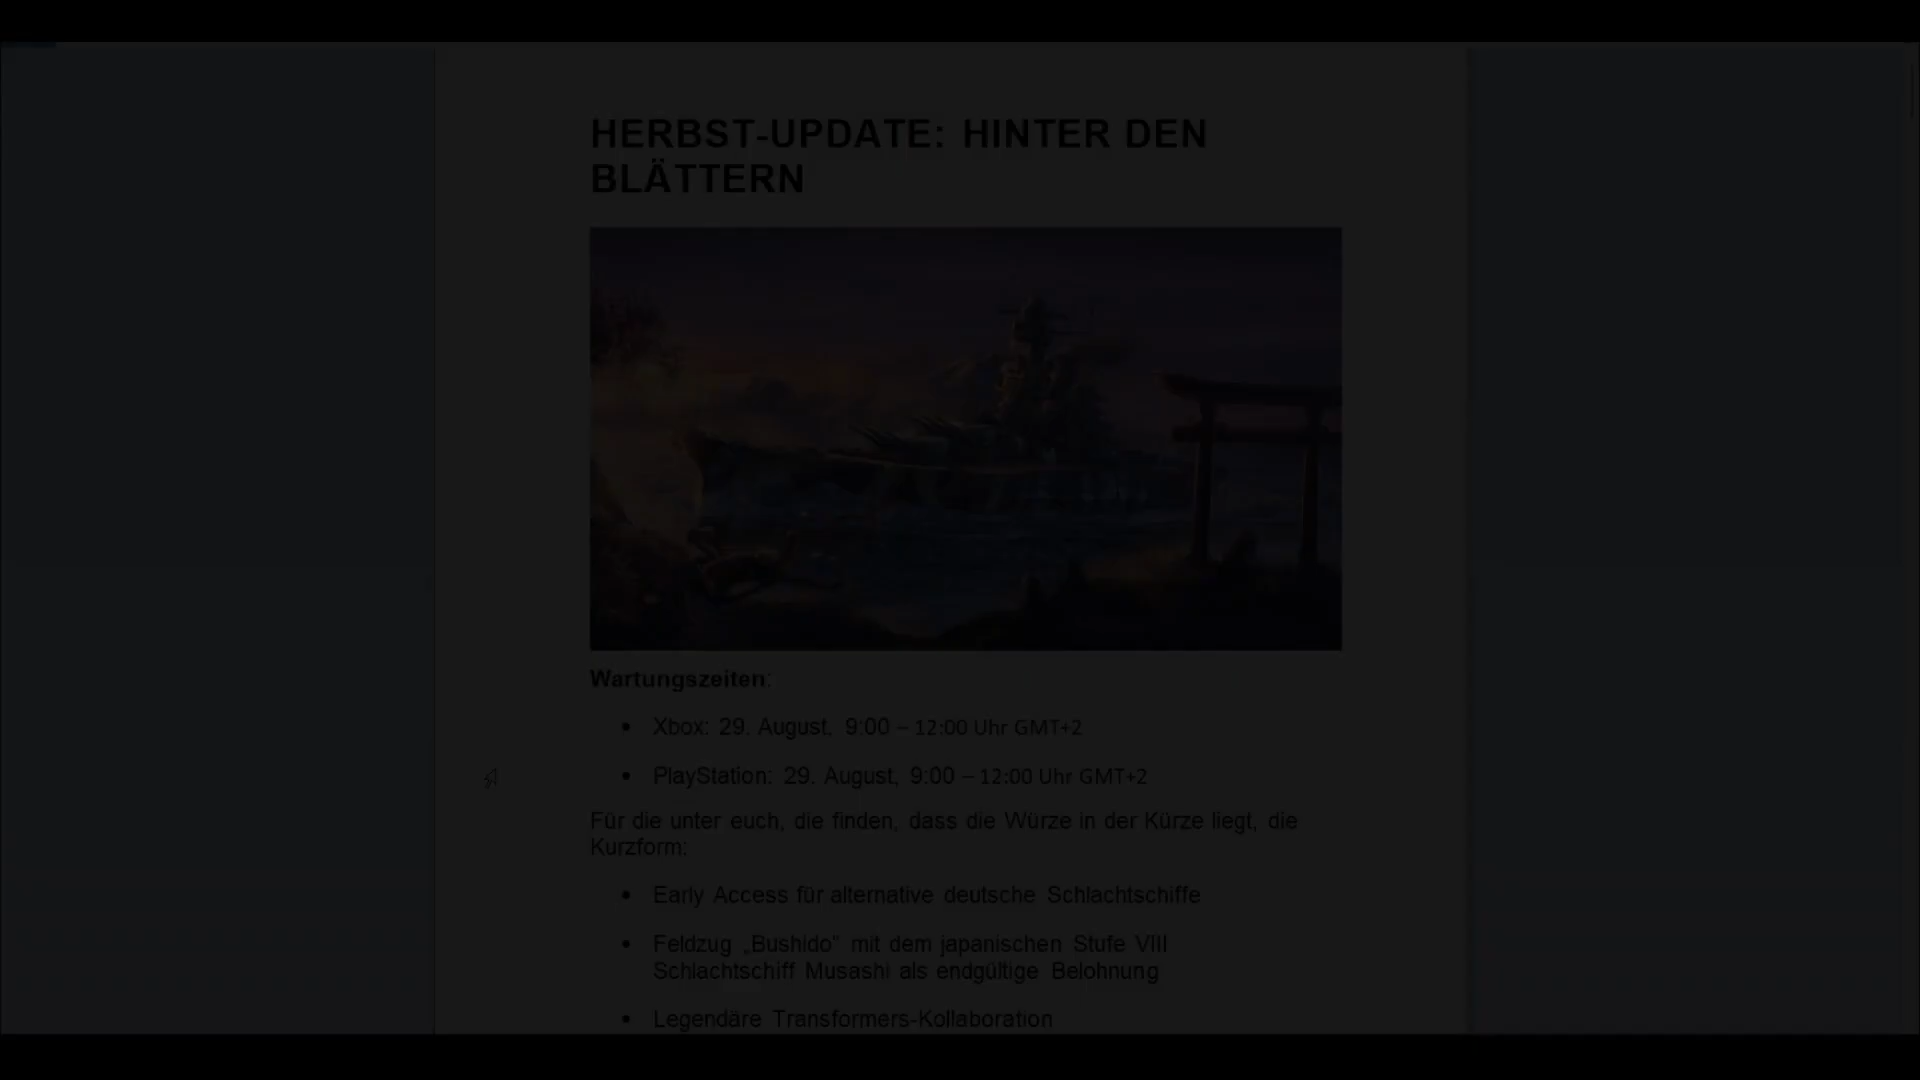 HERBST-UPDATE: HINTER DEN
BLÄTTERN
Wartungszeiten:
• Xbox: 29. August, 9:00 – 12:00 Uhr GMT+2
• PlayStation: 29. August, 9:00 – 12:00 Uhr GMT+2
Für die unter euch, die finden, dass die Würze in der Kürze liegt, die
Kurzform:
• Early Access für alternative deutsche Schlachtschiffe
• Feldzug „Bushido“ mit dem japanischen Stufe VIII
Schlachtschiff Musashi als endgültige Belohnung
• Legendäre Transformers-Kollaboration